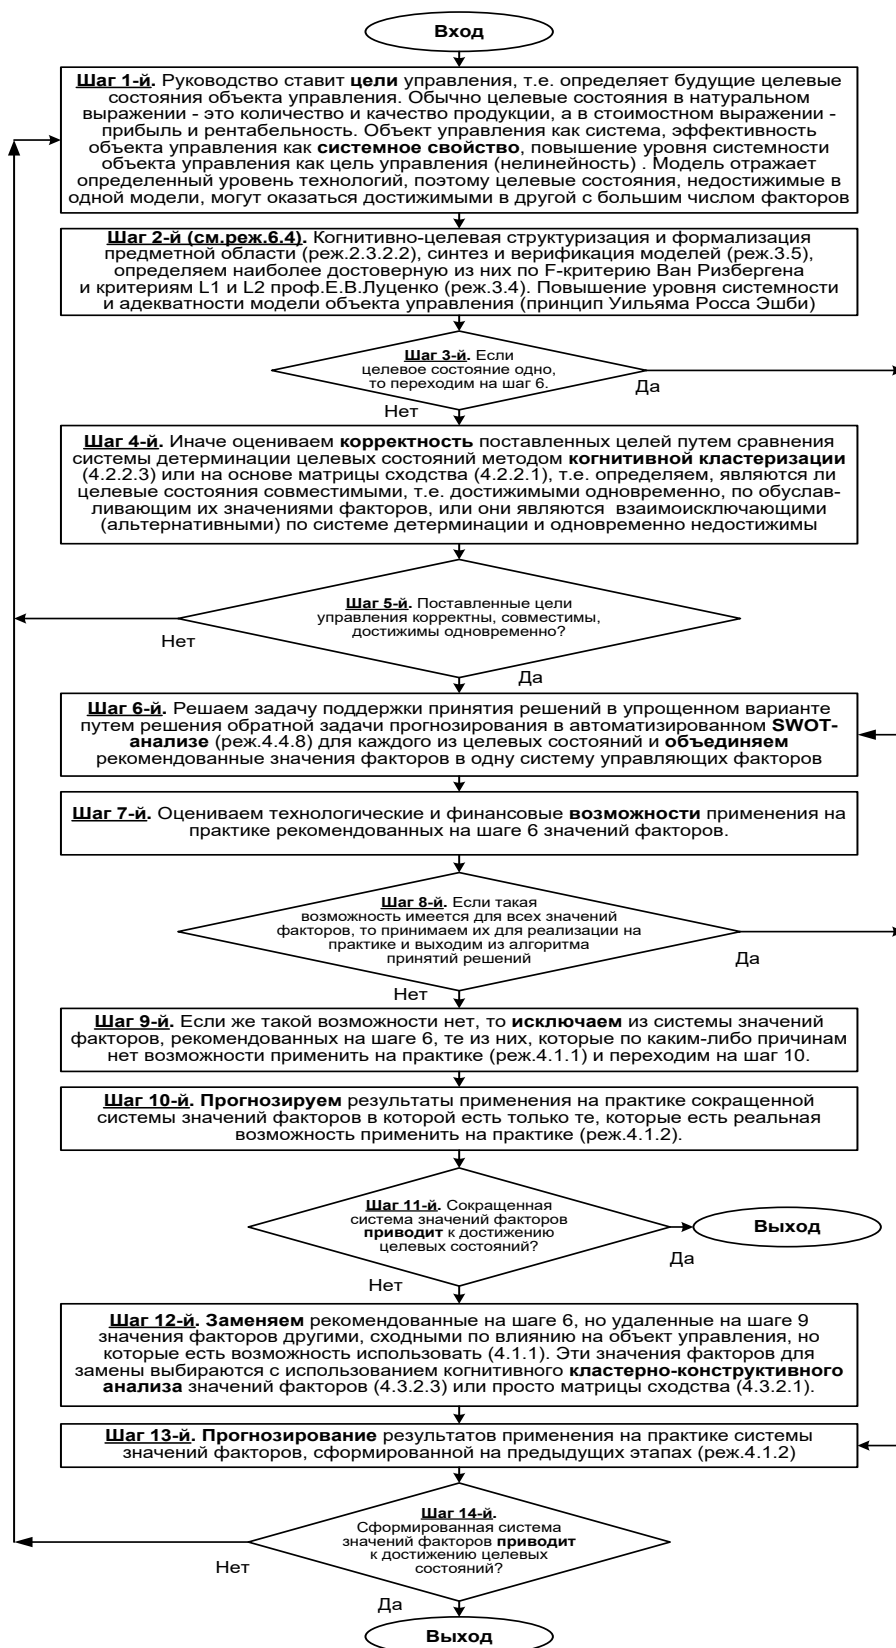 Вход
Шаг 1-й. Руководство ставит цели управления, т.е. определяет будущие целевые
состояния объекта управления. Обычно целевые состояния в натуральном
выражении - это количество и качество продукции, а в стоимостном выражении -
прибыль и рентабельность. Объект управления как система, эффективность
объекта управления как системное свойство, повышение уровня системности
объекта управления как цель управления (нелинейность) . Модель отражает
определенный уровень технологий, поэтому целевые состояния, недостижимые в
одной модели, могут оказаться достижимыми в другой с большим числом факторов
Шаг 2-й (см.реж.6.4). Когнитивно-целевая структуризация и формализация
предметной области (реж.2.3.2.2), синтез и верификация моделей (реж.3.5),
определяем наиболее достоверную из них по F-критерию Ван Ризбергена
и критериям L1 и L2 проф.Е.В.Луценко (реж.3.4). Повышение уровня системности
и адекватности модели объекта управления (принцип Уильяма Росса Эшби)
Шаг 3-й. Если
целевое состояние одно,
то переходим на шаг 6.
Да
Нет
Шаг 4-й. Иначе оцениваем корректность поставленных целей путем сравнения
системы детерминации целевых состояний методом когнитивной кластеризации
(4.2.2.3) или на основе матрицы сходства (4.2.2.1), т.е. определяем, являются ли
целевые состояния совместимыми, т.е. достижимыми одновременно, по обуслав-
ливающим их значениями факторов, или они являются взаимоисключающими
(альтернативными) по системе детерминации и одновременно недостижимы
Шаг 5-й. Поставленные цели
управления корректны, совместимы,
достижимы одновременно?
Нет
Да
Шаг 6-й. Решаем задачу поддержки принятия решений в упрощенном варианте
путем решения обратной задачи прогнозирования в автоматизированном SWOT-
анализе (реж.4.4.8) для каждого из целевых состояний и объединяем
рекомендованные значения факторов в одну систему управляющих факторов
Шаг 7-й. Оцениваем технологические и финансовые возможности применения на
практике рекомендованных на шаге 6 значений факторов.
Шаг 8-й. Если такая
возможность имеется для всех значений
факторов, то принимаем их для реализации на
практике и выходим из алгоритма
принятий решений
Да
Нет
Шаг 9-й. Если же такой возможности нет, то исключаем из системы значений
факторов, рекомендованных на шаге 6, те из них, которые по каким-либо причинам
нет возможности применить на практике (реж.4.1.1) и переходим на шаг 10.
Шаг 10-й. Прогнозируем результаты применения на практике сокращенной
системы значений факторов в которой есть только те, которые есть реальная
возможность применить на практике (реж.4.1.2).
Шаг 11-й. Сокращенная
система значений факторов
приводит к достижению
целевых состояний?
Выход
Да
Нет
Шаг 12-й. Заменяем рекомендованные на шаге 6, но удаленные на шаге 9
значения факторов другими, сходными по влиянию на объект управления, но
которые есть возможность использовать (4.1.1). Эти значения факторов для
замены выбираются с использованием когнитивного кластерно-конструктивного
анализа значений факторов (4.3.2.3) или просто матрицы сходства (4.3.2.1).
Шаг 13-й. Прогнозирование результатов применения на практике системы
значений факторов, сформированной на предыдущих этапах (реж.4.1.2)
Шаг 14-й.
Сформированная система
значений факторов приводит
к достижению целевых
состояний?
Нет
Да
Выход